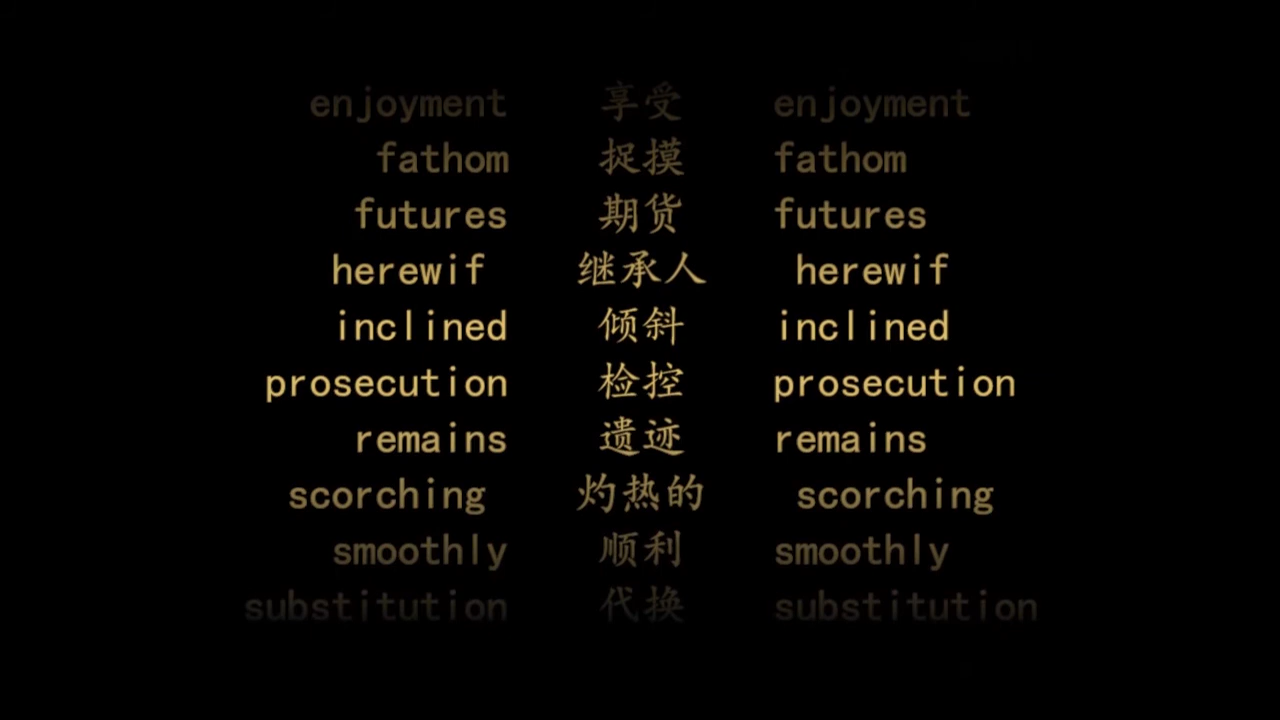 enjoyment 享受 enjoyment
fathom 捉摸 fathom
futures 期货 futures
herewif 继承人 herewif
inclined 倾斜 inclined
prosecution 检控 prosecution
remains 遗迹 remains
scorching 灼热的 scorching
smoothly 顺利 smoothly
substitution 代换 substitution